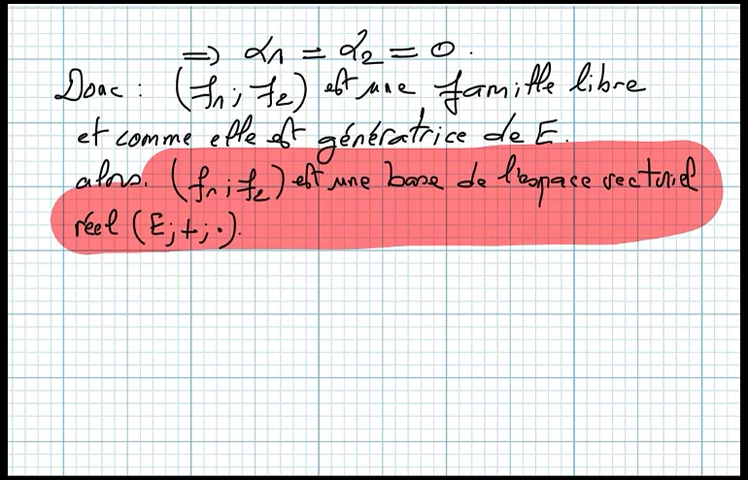 ⇒ α1 = α2 = 0.
Donc : (f1 ; f2) est une famille libre
et comme elle est génératrice de E.
alors. (f1 ; f2) est une base de l'espace vectoriel
réel (E ; + ; .).